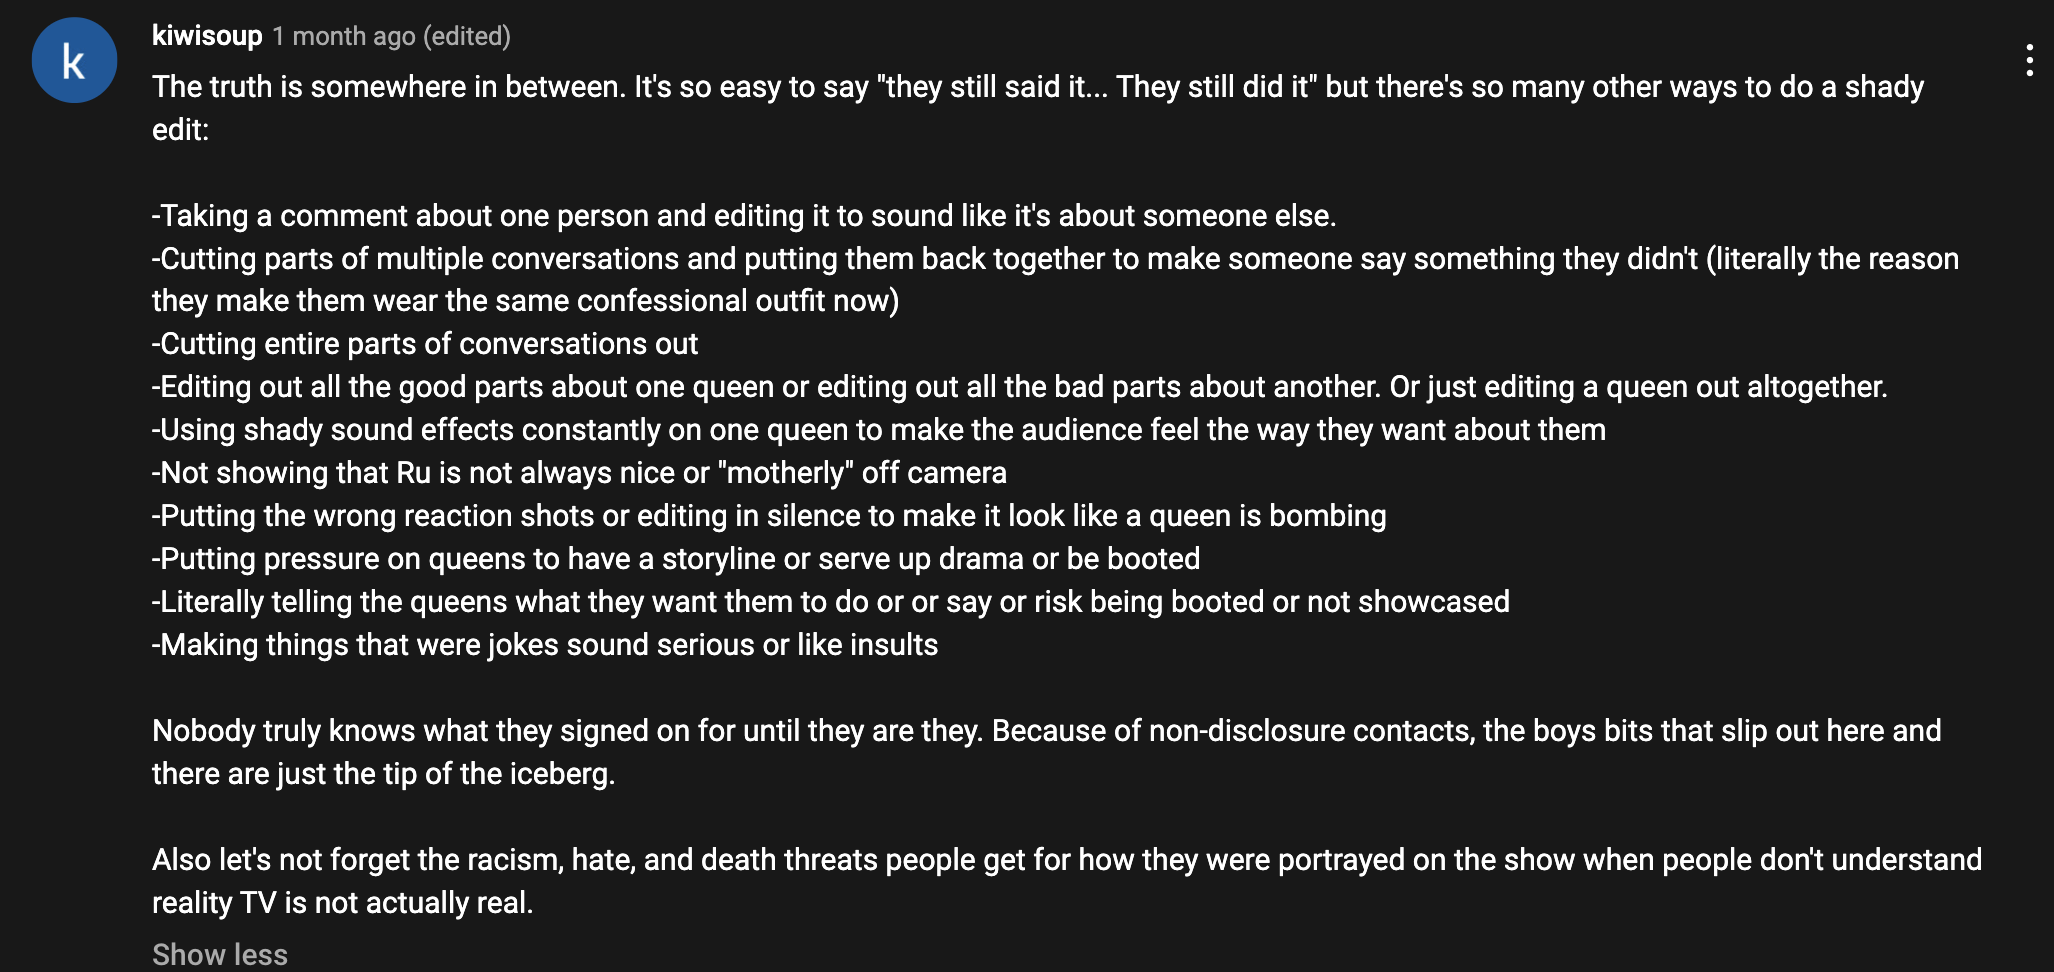 k
kiwisoup 1 month ago (edited)
The truth is somewhere in between. It's so easy to say "they still said it... They still did it" but there's so many other ways to do a shady
edit:
-Taking a comment about one person and editing it to sound like it's about someone else.
-Cutting parts of multiple conversations and putting them back together to make someone say something they didn't (literally the reason
they make them wear the same confessional outfit now)
-Cutting entire parts of conversations out
-Editing out all the good parts about one queen or editing out all the bad parts about another. Or just editing a queen out altogether.
-Using shady sound effects constantly on one queen to make the audience feel the way they want about them
-Not showing that Ru is not always nice or "motherly" off camera
-Putting the wrong reaction shots or editing in silence to make it look like a queen is bombing
-Putting pressure on queens to have a storyline or serve up drama or be booted
-Literally telling the queens what they want them to do or or say or risk being booted or not showcased
-Making things that were jokes sound serious or like insults
Nobody truly knows what they signed on for until they are they. Because of non-disclosure contacts, the boys bits that slip out here and
there are just the tip of the iceberg.
Also let's not forget the racism, hate, and death threats people get for how they were portrayed on the show when people don't understand
reality TV is not actually real.
Show less